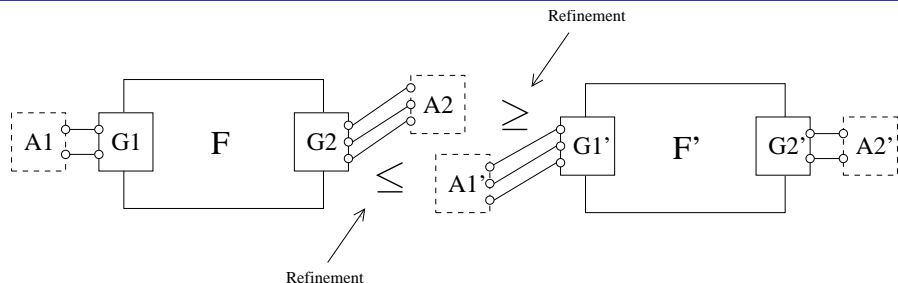 Refinement
A1 G1 F G2 A2 ≥ G1’ F’ G2’ A2’
≤ A1’
Refinement